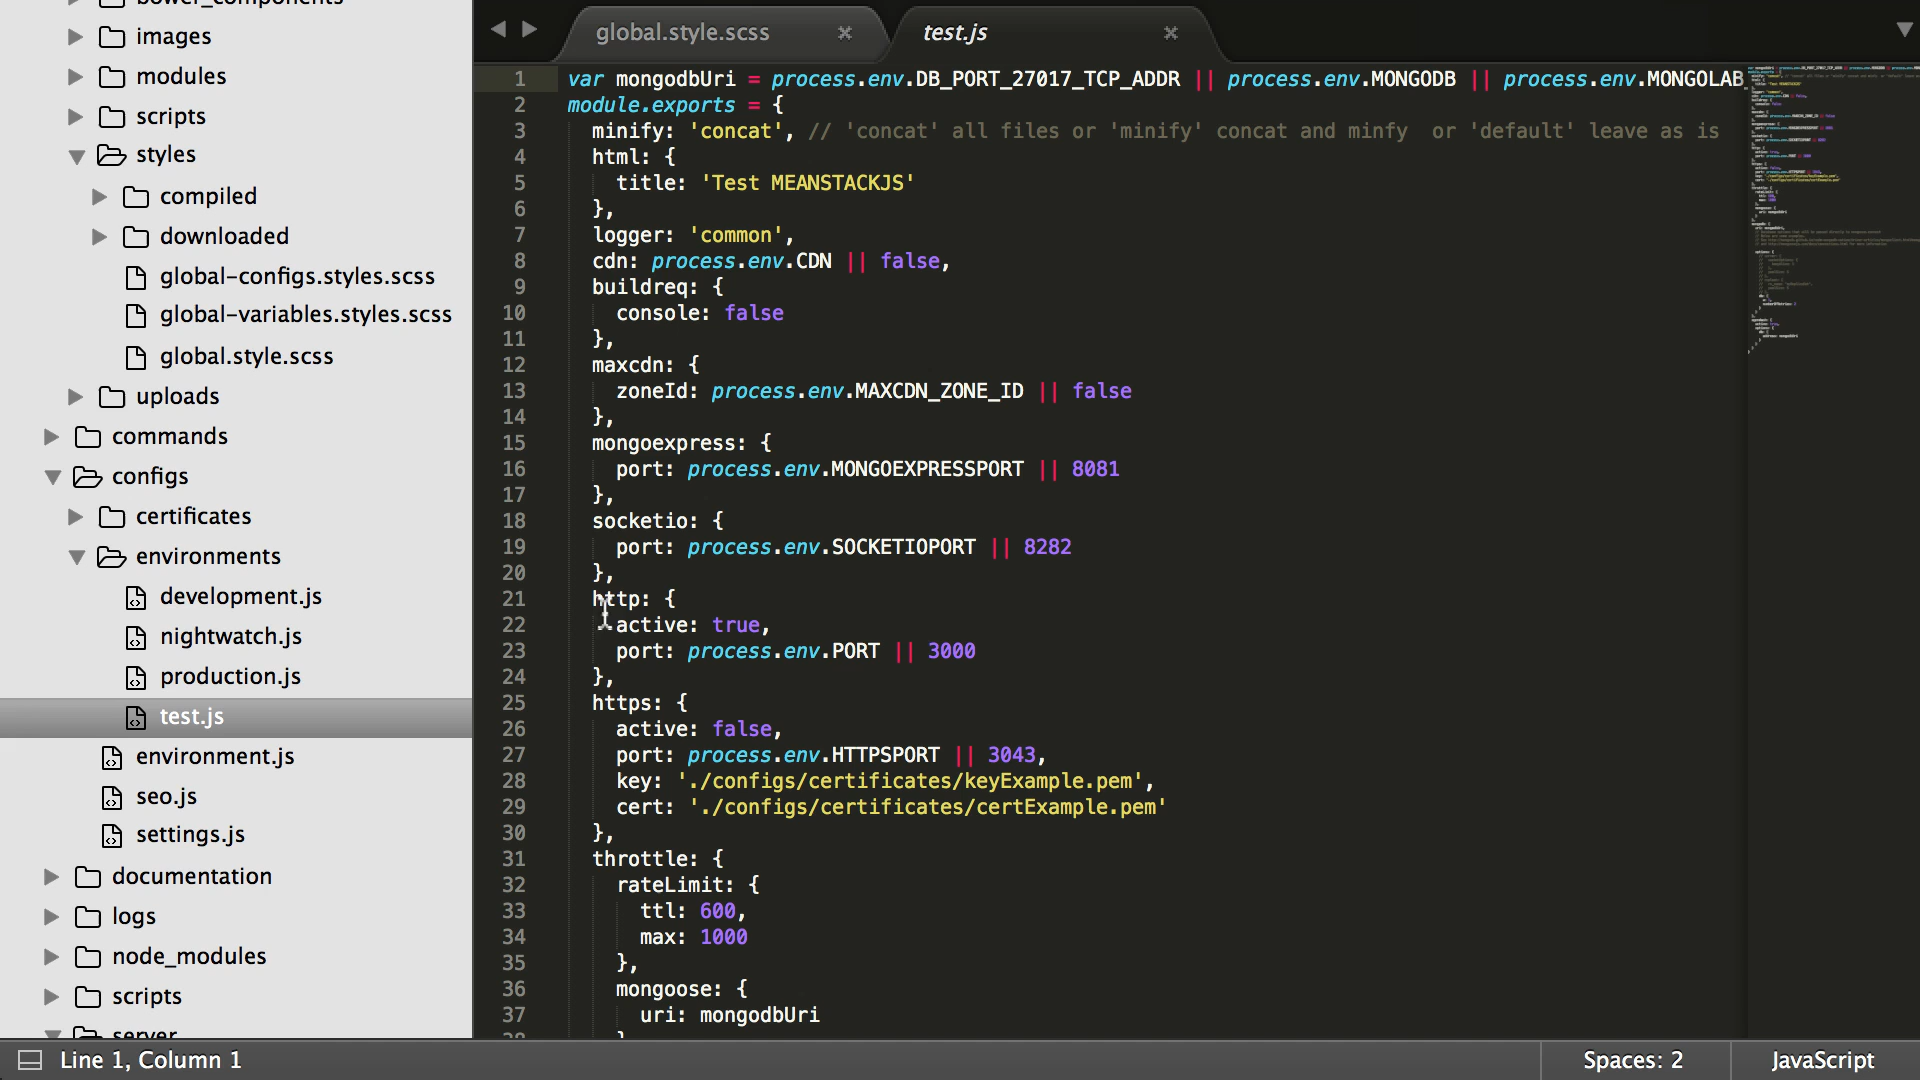 bower_components
images
modules
scripts
styles
compiled
downloaded
global-configs.styles.scss
global-variables.styles.scss
global.style.scss
uploads
commands
configs
certificates
environments
development.js
nightwatch.js
production.js
test.js
environment.js
seo.js
settings.js
documentation
logs
node_modules
scripts
server
global.style.scss ×
test.js ×
1 var mongodbUri = process.env.DB_PORT_27017_TCP_ADDR || process.env.MONGODB || process.env.MONGOLAB
2 module.exports = {
3 minify: 'concat', // 'concat' all files or 'minify' concat and minfy  or 'default' leave as is
4 html: {
5 title: 'Test MEANSTACKJS'
6 },
7 logger: 'common',
8 cdn: process.env.CDN || false,
9 buildreq: {
10 console: false
11 },
12 maxcdn: {
13 zoneId: process.env.MAXCDN_ZONE_ID || false
14 },
15 mongoexpress: {
16 port: process.env.MONGOEXPRESSPORT || 8081
17 },
18 socketio: {
19 port: process.env.SOCKETIOPORT || 8282
20 },
21 http: {
22 active: true,
23 port: process.env.PORT || 3000
24 },
25 https: {
26 active: false,
27 port: process.env.HTTPSPORT || 3043,
28 key: './configs/certificates/keyExample.pem',
29 cert: './configs/certificates/certExample.pem'
30 },
31 throttle: {
32 rateLimit: {
33 ttl: 600,
34 max: 1000
35 },
36 mongoose: {
37 uri: mongodbUri
38 }
Line 1, Column 1
Spaces: 2
JavaScript